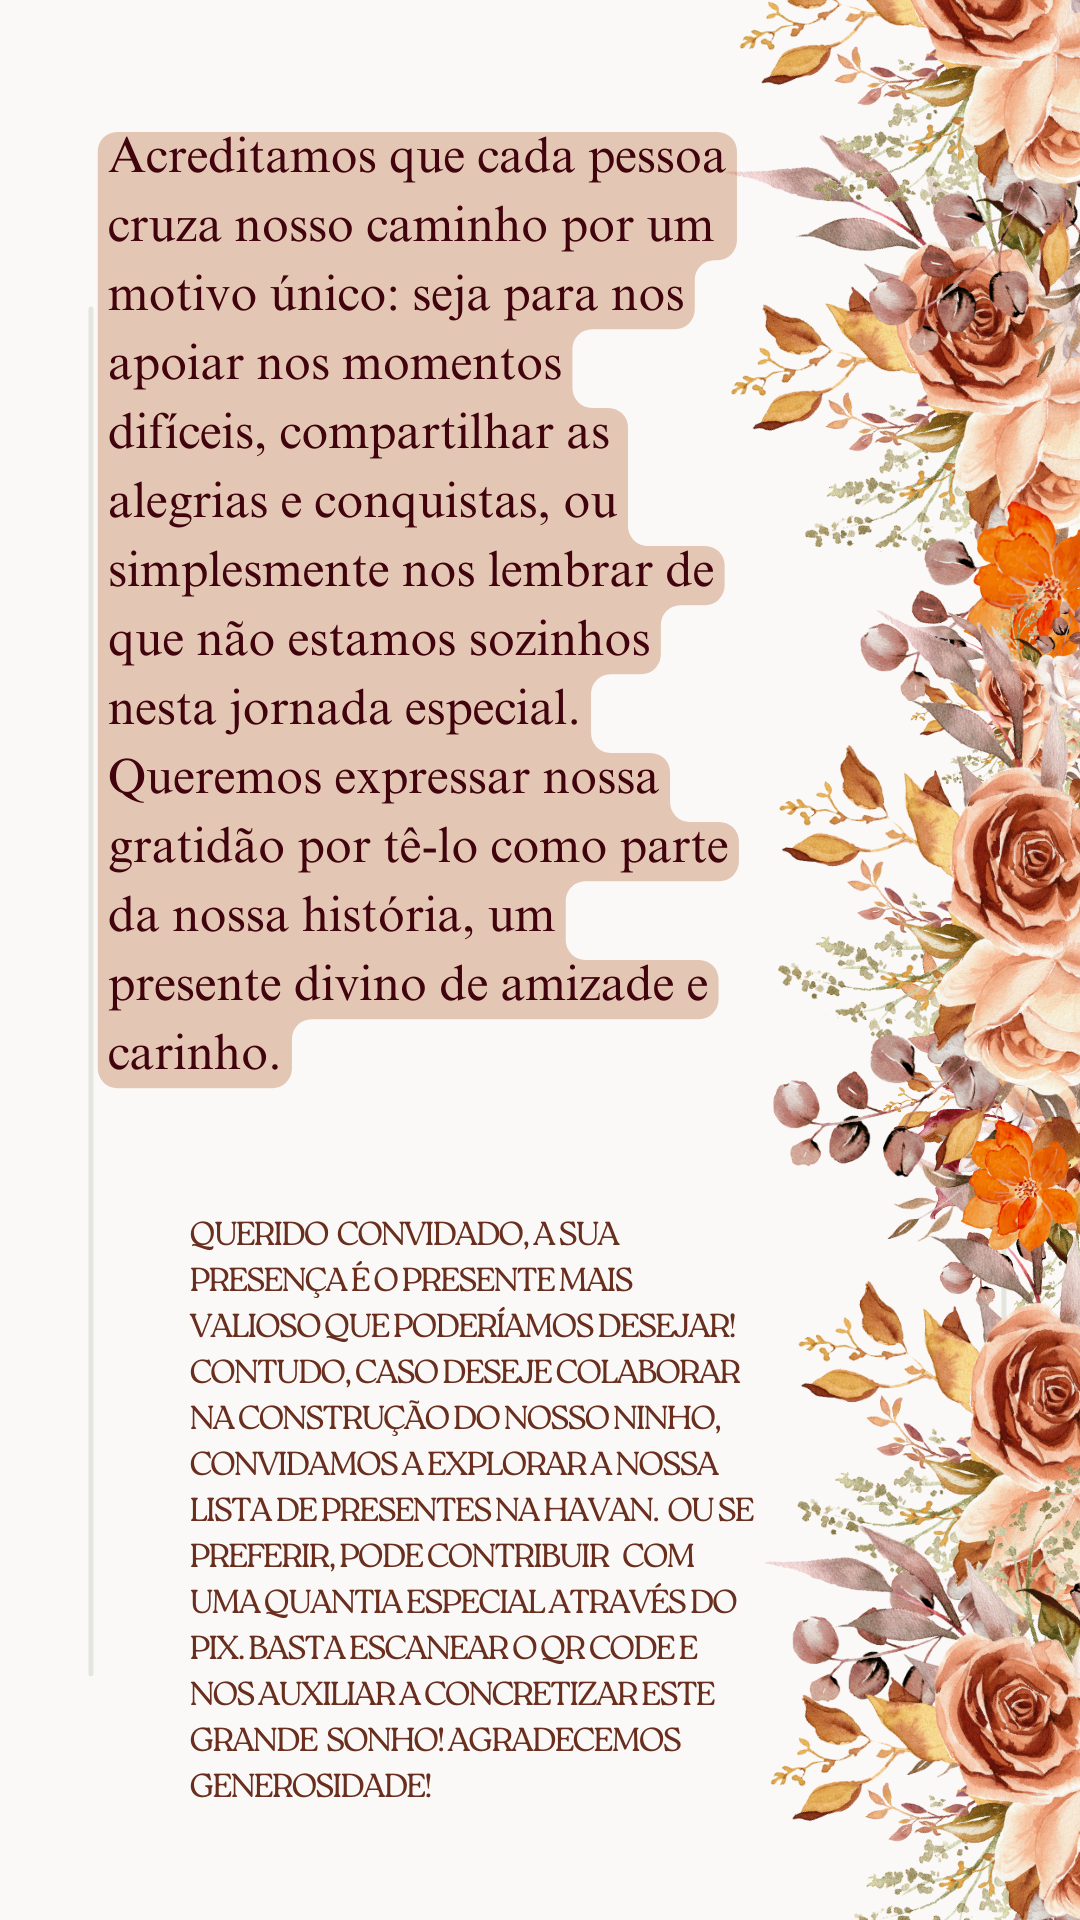 Acreditamos que cada pessoa
cruza nosso caminho por um
motivo único: seja para nos
apoiar nos momentos
difíceis, compartilhar as
alegrias e conquistas, ou
simplesmente nos lembrar de
que não estamos sozinhos
nesta jornada especial.
Queremos expressar nossa
gratidão por tê-lo como parte
da nossa história, um
presente divino de amizade e
carinho.
QUERIDO CONVIDADO, A SUA
PRESENÇA É O PRESENTE MAIS
VALIOSO QUE PODERÍAMOS DESEJAR!
CONTUDO, CASO DESEJE COLABORAR
NA CONSTRUÇÃO DO NOSSO NINHO,
CONVIDAMOS A EXPLORAR A NOSSA
LISTA DE PRESENTES NA HAVAN. OU SE
PREFERIR, PODE CONTRIBUIR COM
UMA QUANTIA ESPECIAL ATRAVÉS DO
PIX. BASTA ESCANEAR O QR CODE E
NOS AUXILIAR A CONCRETIZAR ESTE
GRANDE SONHO! AGRADECEMOS
GENEROSIDADE!